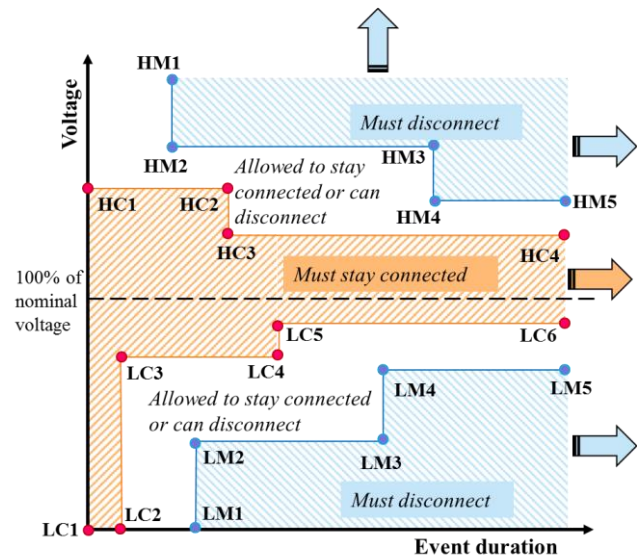 HM1
Voltage
Must disconnect
HM2
HM3
Allowed to stay
connected or can
disconnect
HC1
HC2
HM4
HM5
HC3
HC4
Must stay connected
100% of
nominal
voltage
LC5
LC6
LC3
LC4
Allowed to stay connected
or can disconnect
LM4
LM5
LM2
LM3
Must disconnect
LC1
LC2
LM1
Event duration